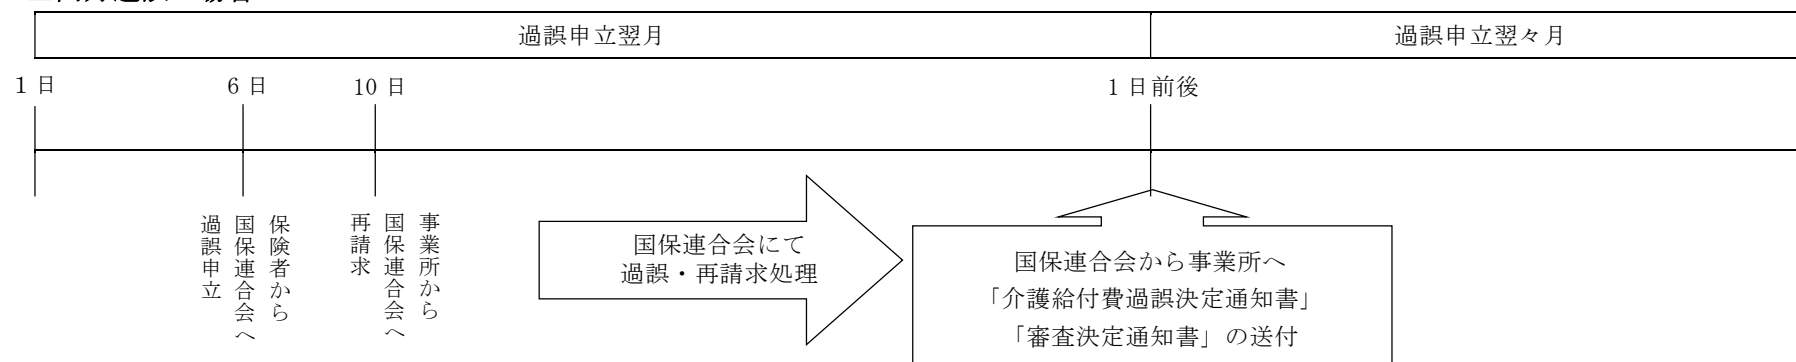 過誤申立翌月
過誤申立翌々月
1日
6日
10日
1日前後
保険者から
国保連合会へ
過誤申立
事業所から
国保連合会へ
再請求
国保連合会にて
過誤・再請求処理
国保連合会から事業所へ
「介護給付費過誤決定通知書」
「審査決定通知書」の送付